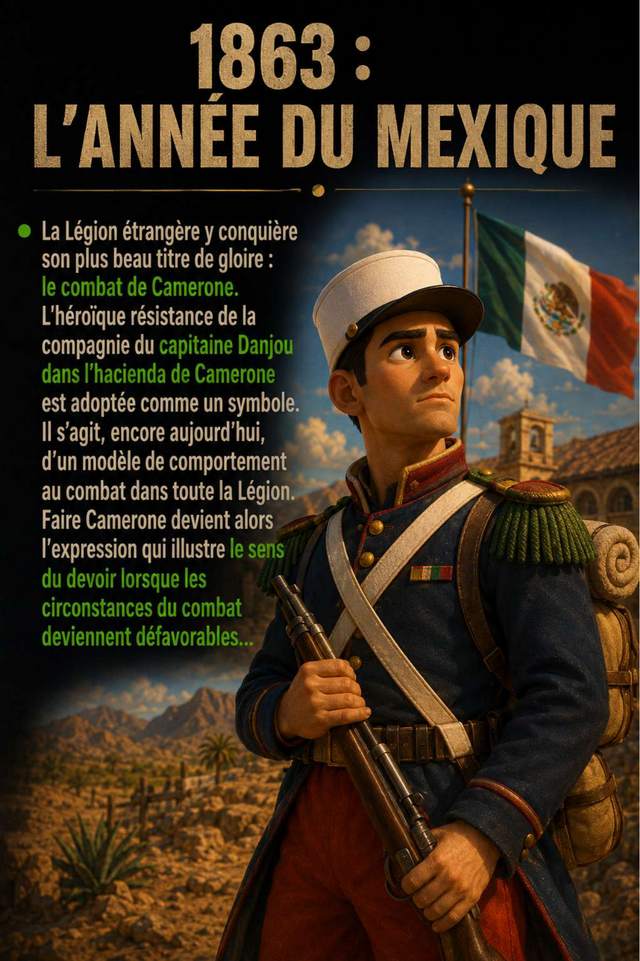 1863 :
L'ANNÉE DU MEXIQUE
La Légion étrangère y conquière
son plus beau titre de gloire :
le combat de Camerone.
L'héroïque résistance de la
compagnie du capitaine Danjou
dans l'hacienda de Camerone
est adoptée comme un symbole.
Il s'agit, encore aujourd'hui,
d'un modèle de comportement
au combat dans toute la Légion.
Faire Camerone devient alors
l'expression qui illustre le sens
du devoir lorsque les
circonstances du combat
deviennent défavorables...